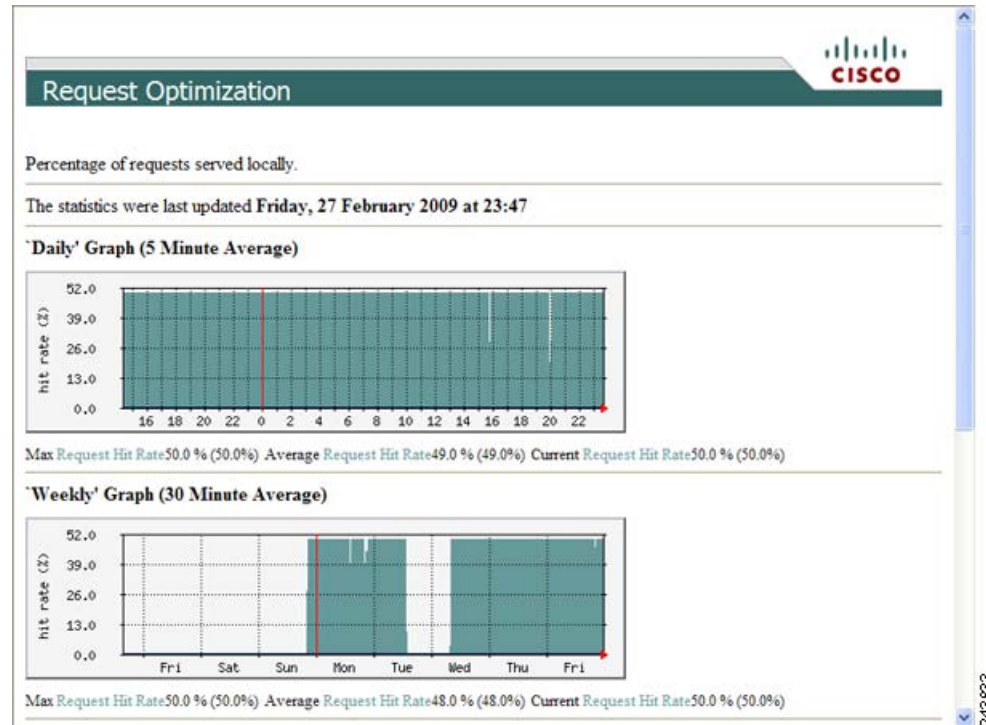 CISCO
Request Optimization
Percentage of requests served locally.
The statistics were last updated Friday, 27 February 2009 at 23:47
`Daily' Graph (5 Minute Average)
52.0
39.0
26.0
13.0
0.0
hit rate (%)
16 18 20 22 0 2 4 6 8 10 12 14 16 18 20 22
Max Request Hit Rate50.0 % (50.0%) Average Request Hit Rate49.0 % (49.0%) Current Request Hit Rate50.0 % (50.0%)
`Weekly' Graph (30 Minute Average)
52.0
39.0
26.0
13.0
0.0
hit rate (%)
Fri Sat Sun Mon Tue Wed Thu Fri
Max Request Hit Rate50.0 % (50.0%) Average Request Hit Rate48.0 % (48.0%) Current Request Hit Rate50.0 % (50.0%)